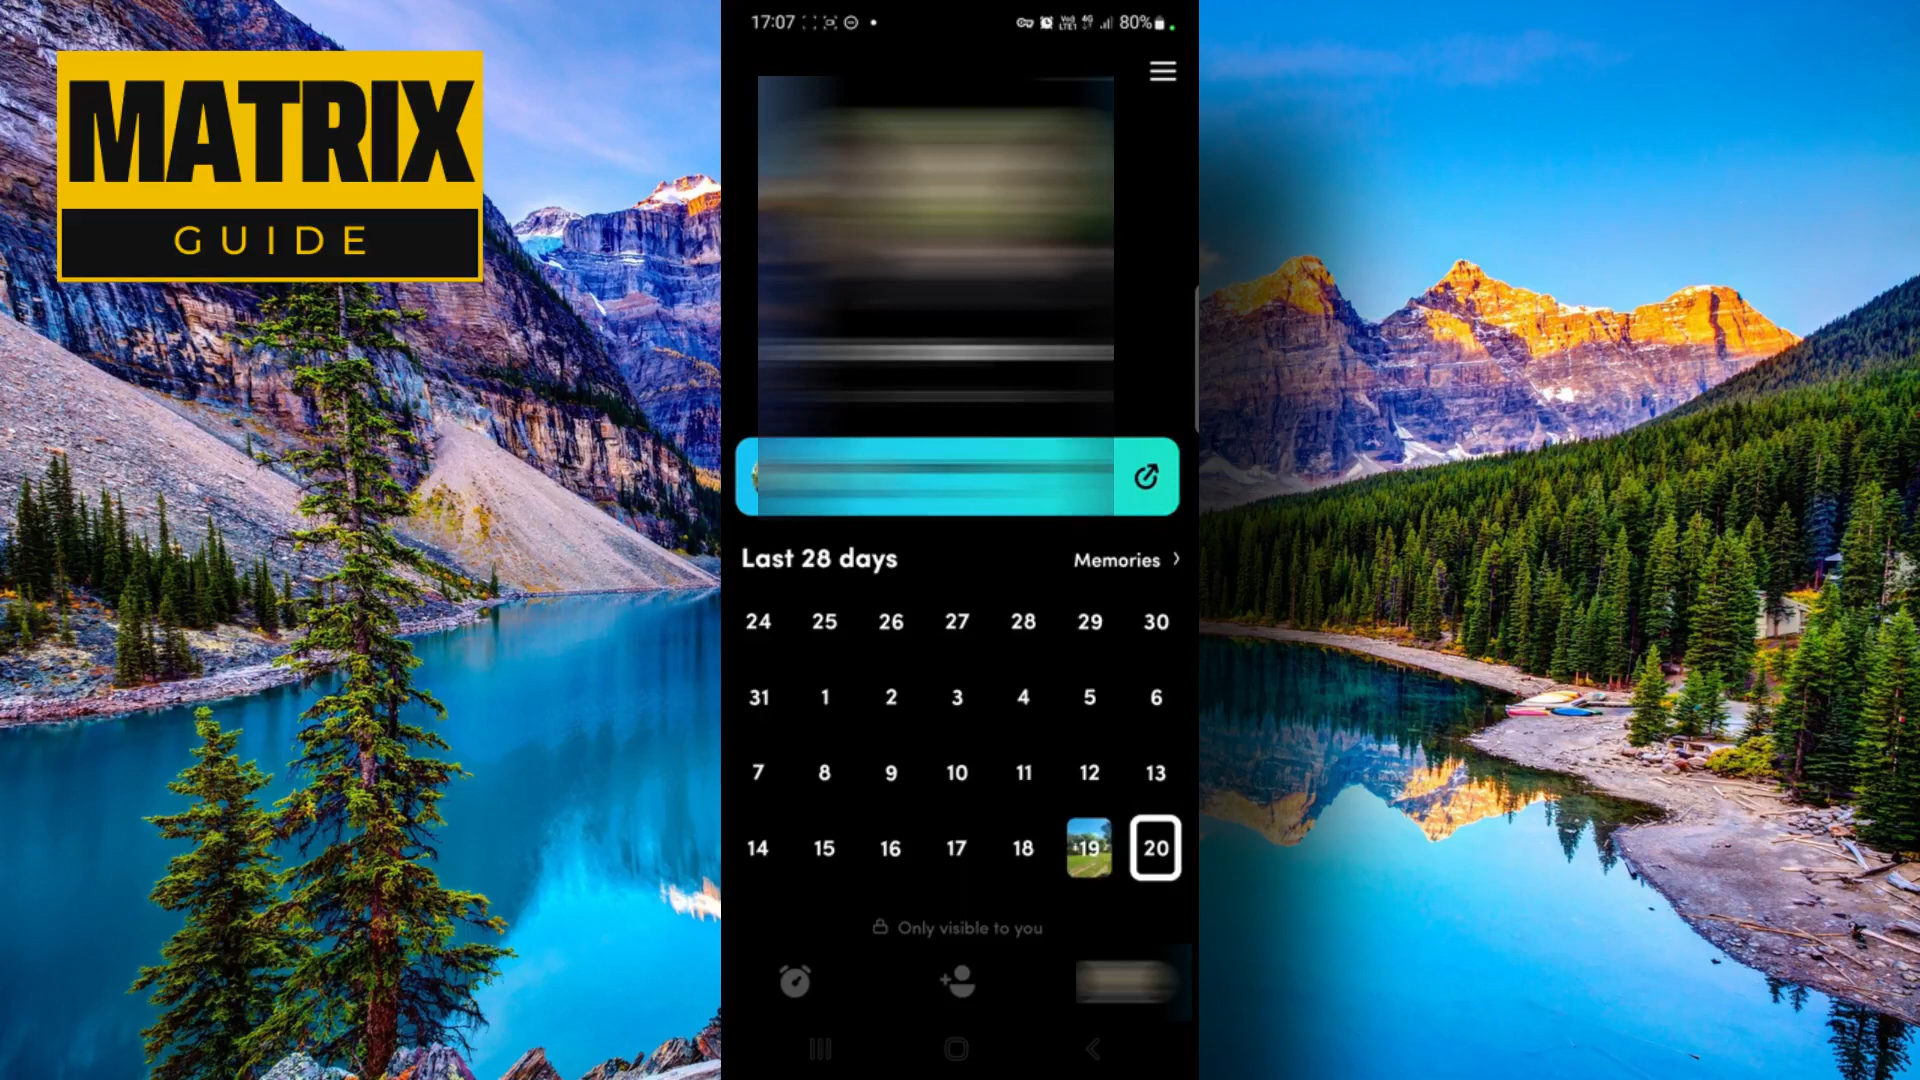 MATRIX
GUIDE
17:07
80%
Last 28 days
Memories
24 25 26 27 28 29 30
31 1 2 3 4 5 6
7 8 9 10 11 12 13
14 15 16 17 18 19 20
Only visible to you